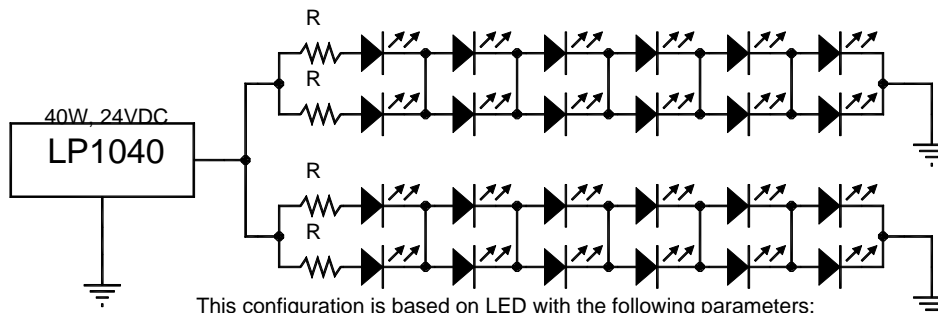 R
R
40W, 24VDC
LP1040
R
R
This configuration is based on LED with the following parameters: